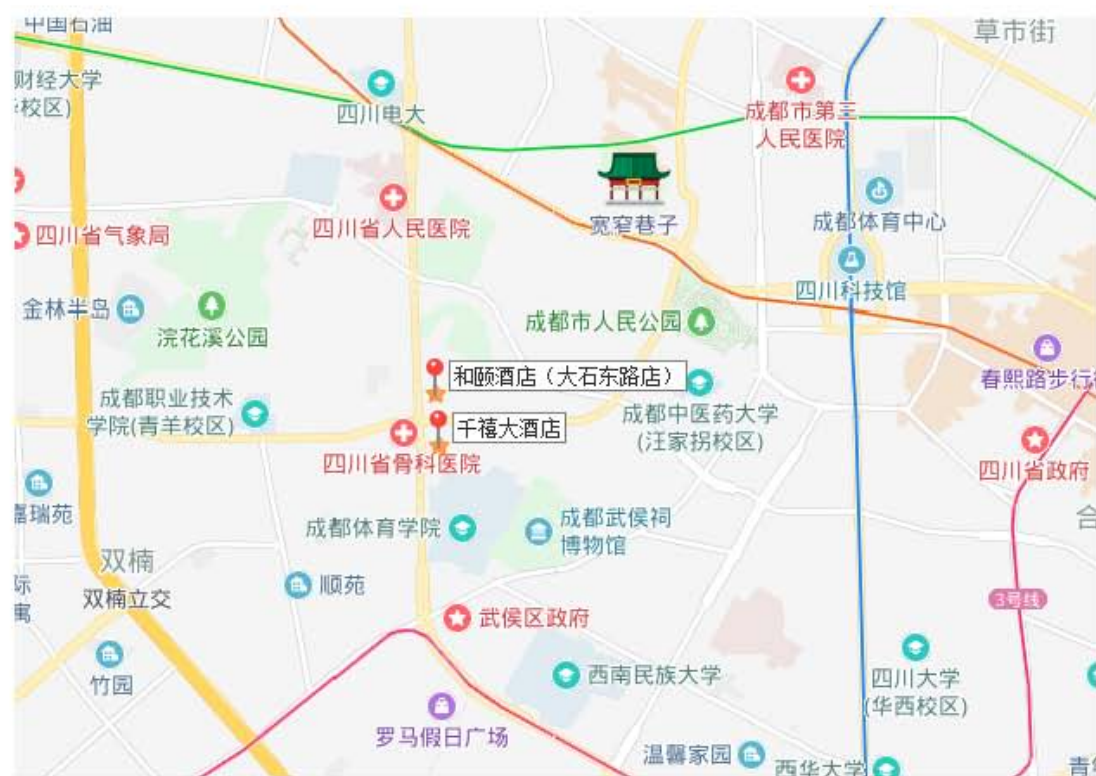 中国石油
草市街
财经大学
校区)
四川电大
成都市第三
人民医院
四川省人民医院
宽窄巷子
成都体育中心
四川省气象局
四川科技馆
金林半岛
浣花溪公园
成都市人民公园
和颐酒店（大石东路店）
春熙路步行
成都职业技术
学院(青羊校区)
成都中医药大学
(汪家拐校区)
千禧大酒店
四川省骨科医院
四川省政府
嘉瑞苑
合
成都体育学院
成都武侯祠
博物馆
双楠
际
寓
顺苑
双楠立交
3号线
武侯区政府
竹园
西南民族大学
四川大学
(华西校区)
罗马假日广场
温馨家园
西华大学